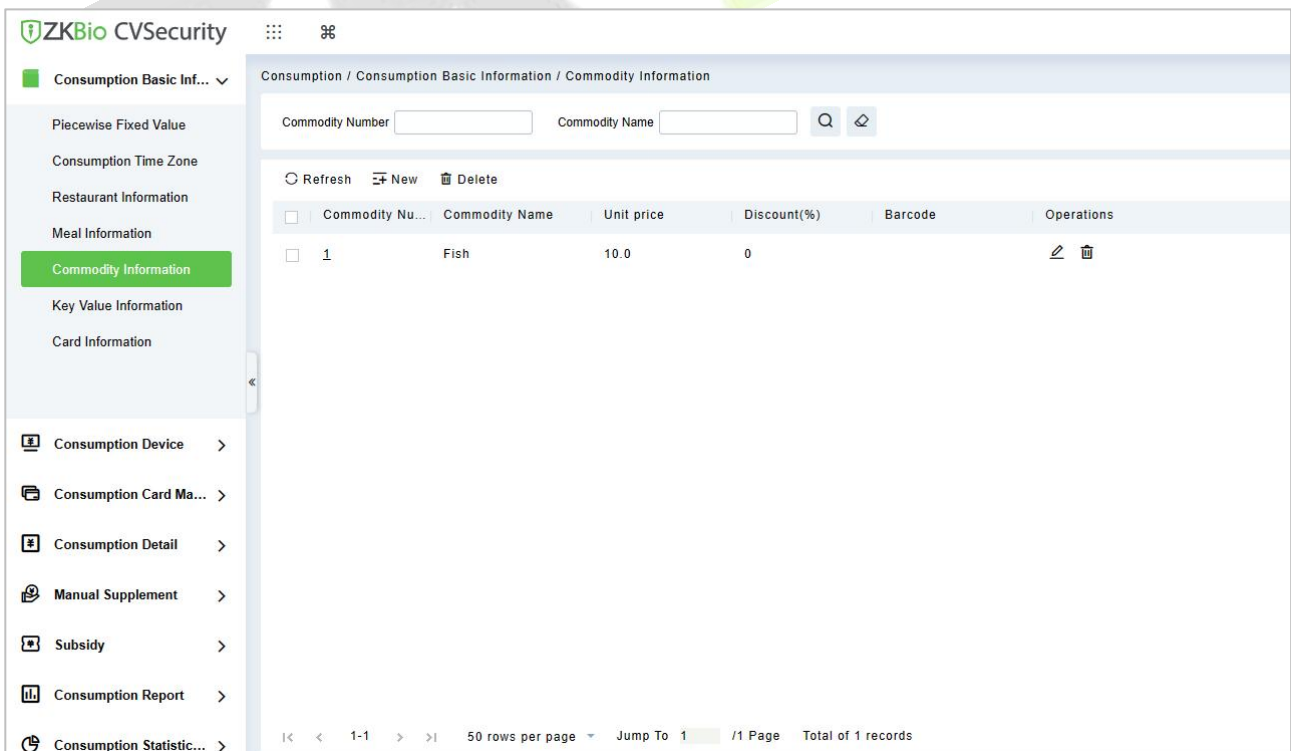 ZKBio CVSecurity
Consumption Basic Inf...
Piecewise Fixed Value
Consumption Time Zone
Restaurant Information
Meal Information
Commodity Information
Key Value Information
Card Information
Consumption Device
Consumption Card Ma...
Consumption Detail
Manual Supplement
Subsidy
Consumption Report
Consumption Statistic...
Consumption / Consumption Basic Information / Commodity Information
Commodity Number Commodity Name
Refresh New Delete
Commodity Nu... Commodity Name Unit price Discount(%) Barcode Operations
1 Fish 10.0 0
1-1 50 rows per page Jump To 1 /1 Page Total of 1 records